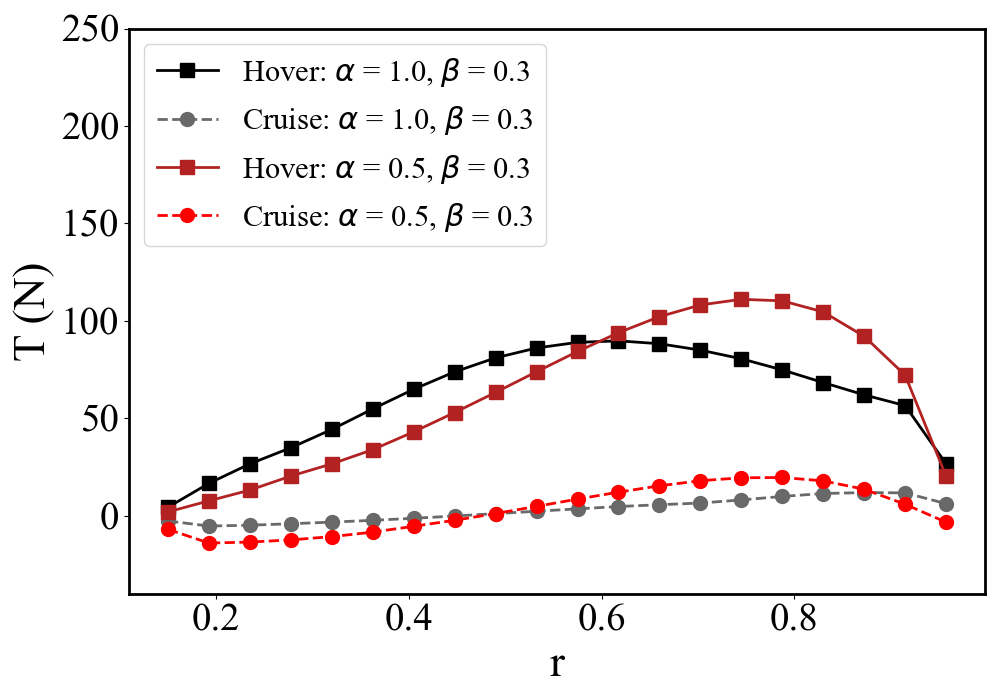 250
200
150
100
50
0
T (N)
Hover: α = 1.0, β = 0.3
Cruise: α = 1.0, β = 0.3
Hover: α = 0.5, β = 0.3
Cruise: α = 0.5, β = 0.3
0.2 0.4 0.6 0.8
r